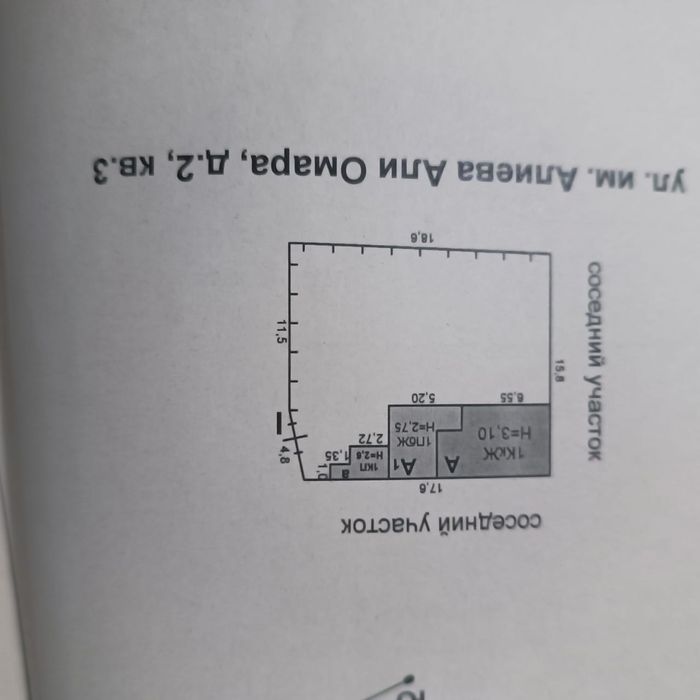 соседний участок
17,6
1КЖ
Н=3,10
А
А1
Н=2,75
1КП
Н=2,6
а
1,0
1,35
2,72
4,8
I
6,55
5,20
15,8
11,5
соседний участок
18,6
ул. им. Алиева Али Омара, д.2, кв.3